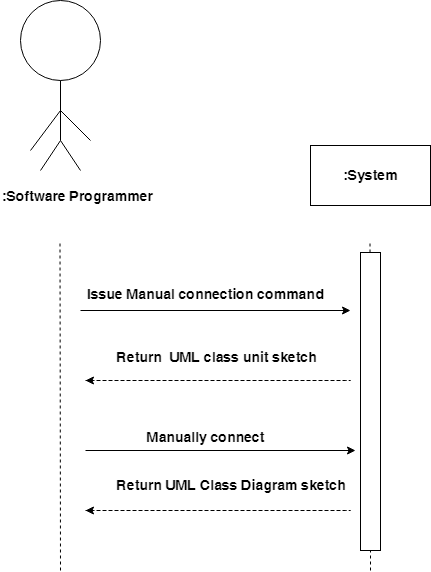 :System
:Software Programmer
Issue Manual connection command
Return UML class unit sketch
Manually connect
Return UML Class Diagram sketch